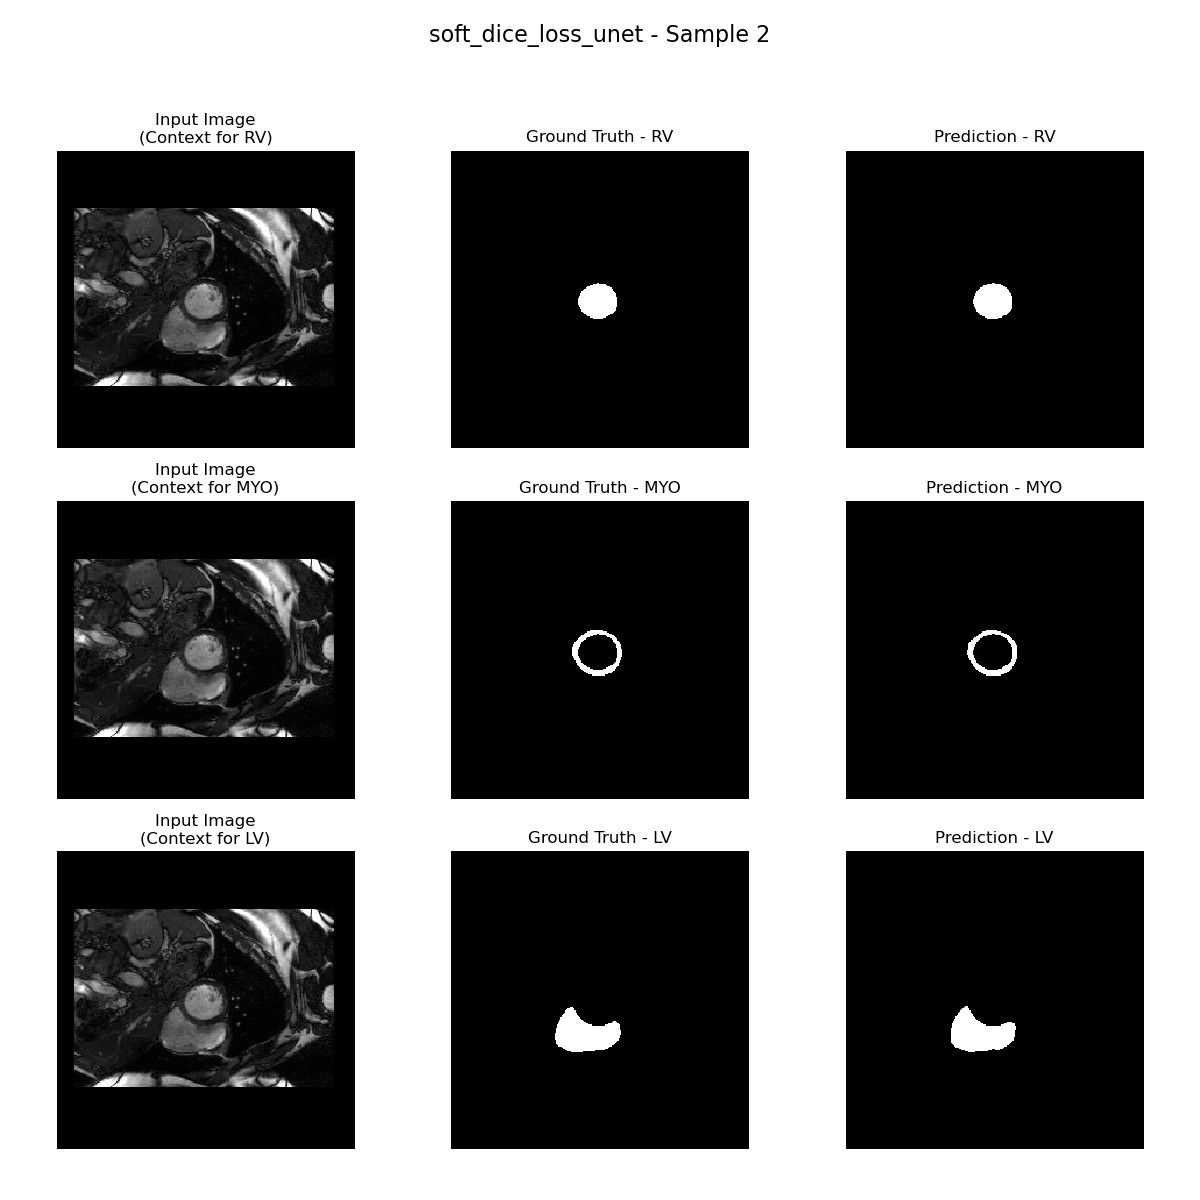 soft_dice_loss_unet - Sample 2
Input Image
(Context for RV)
Ground Truth - RV
Prediction - RV
Input Image
(Context for MYO)
Ground Truth - MYO
Prediction - MYO
Input Image
(Context for LV)
Ground Truth - LV
Prediction - LV